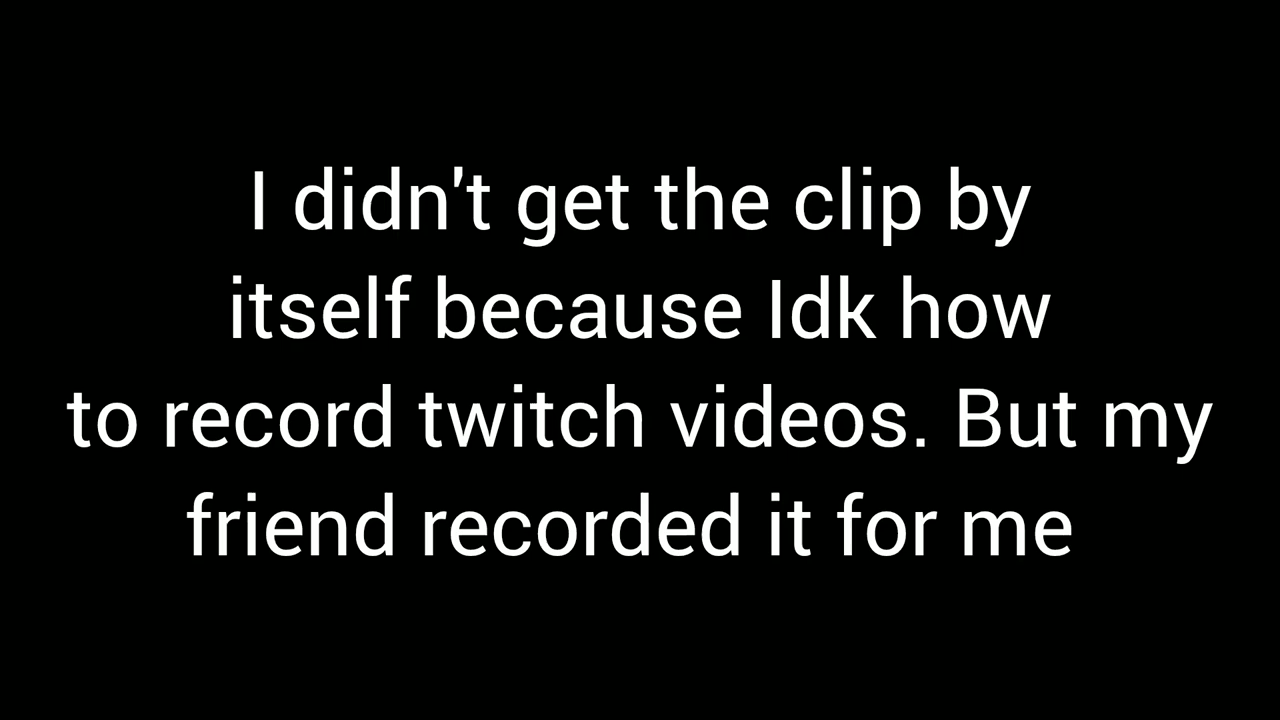 I didn't get the clip by
itself because Idk how
to record twitch videos. But my
friend recorded it for me